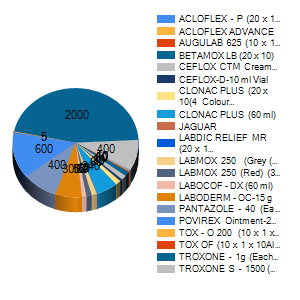 ACLOFLEX - P (20 x 1...
ACLOFLEX ADVANCE
AUGULAB 625 (10 x 1...
BETAMOX LB (20 x 10)
CEFLOX CTM Cream...
CEFLOX-D-10 ml Vial
CLONAC PLUS (20 x
10(4 Colour...
CLONAC PLUS (60 ml)
JAGUAR
LABDIC RELIEF MR
(20 x 1...
LABMOX 250 (Grey (...
LABMOX 250 (Red) (3...
LABOCOF - DX (60 ml)
LABODERM - OC-15 g
PANTAZOLE - 40 (Ea...
POVIREX Ointment-2...
TOX - O 200 (10 x 1 x...
TOX OF (10 x 1 x 10Al...
TROXONE - 1g (Each...
TROXONE S - 1500 (...
2000
5
600
400
400